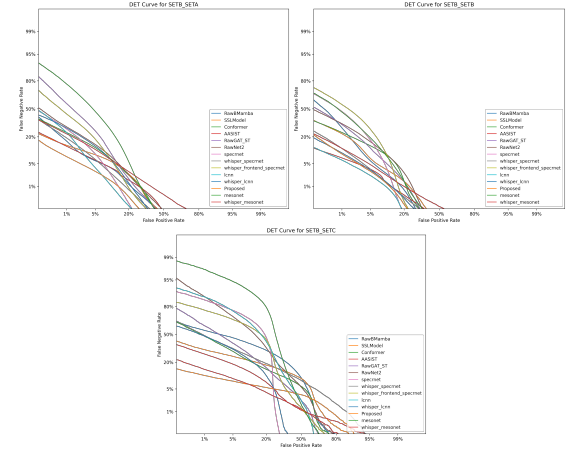 DET Curve for SETB_SETA
99%
95%
80%
50%
20%
5%
1%
False Negative Rate
RawBMamba
SSLModel
Conformer
AASIST
RawGAT_ST
RawNet2
specrnet
whisper_specrnet
whisper_frontend_specrnet
lcnn
whisper_lcnn
Proposed
mesonet
whisper_mesonet
1% 5% 20% 50% 80% 95% 99%
False Positive Rate
DET Curve for SETB_SETB
99%
95%
80%
50%
20%
5%
1%
False Negative Rate
RawBMamba
SSLModel
Conformer
AASIST
RawGAT_ST
RawNet2
specrnet
whisper_specrnet
whisper_frontend_specrnet
lcnn
whisper_lcnn
Proposed
mesonet
whisper_mesonet
1% 5% 20% 50% 80% 95% 99%
False Positive Rate
DET Curve for SETB_SETC
99%
95%
80%
50%
20%
5%
1%
False Negative Rate
RawBMamba
SSLModel
Conformer
AASIST
RawGAT_ST
RawNet2
specrnet
whisper_specrnet
whisper_frontend_specrnet
lcnn
whisper_lcnn
Proposed
mesonet
whisper_mesonet
1% 5% 20% 50% 80% 95% 99%
False Positive Rate